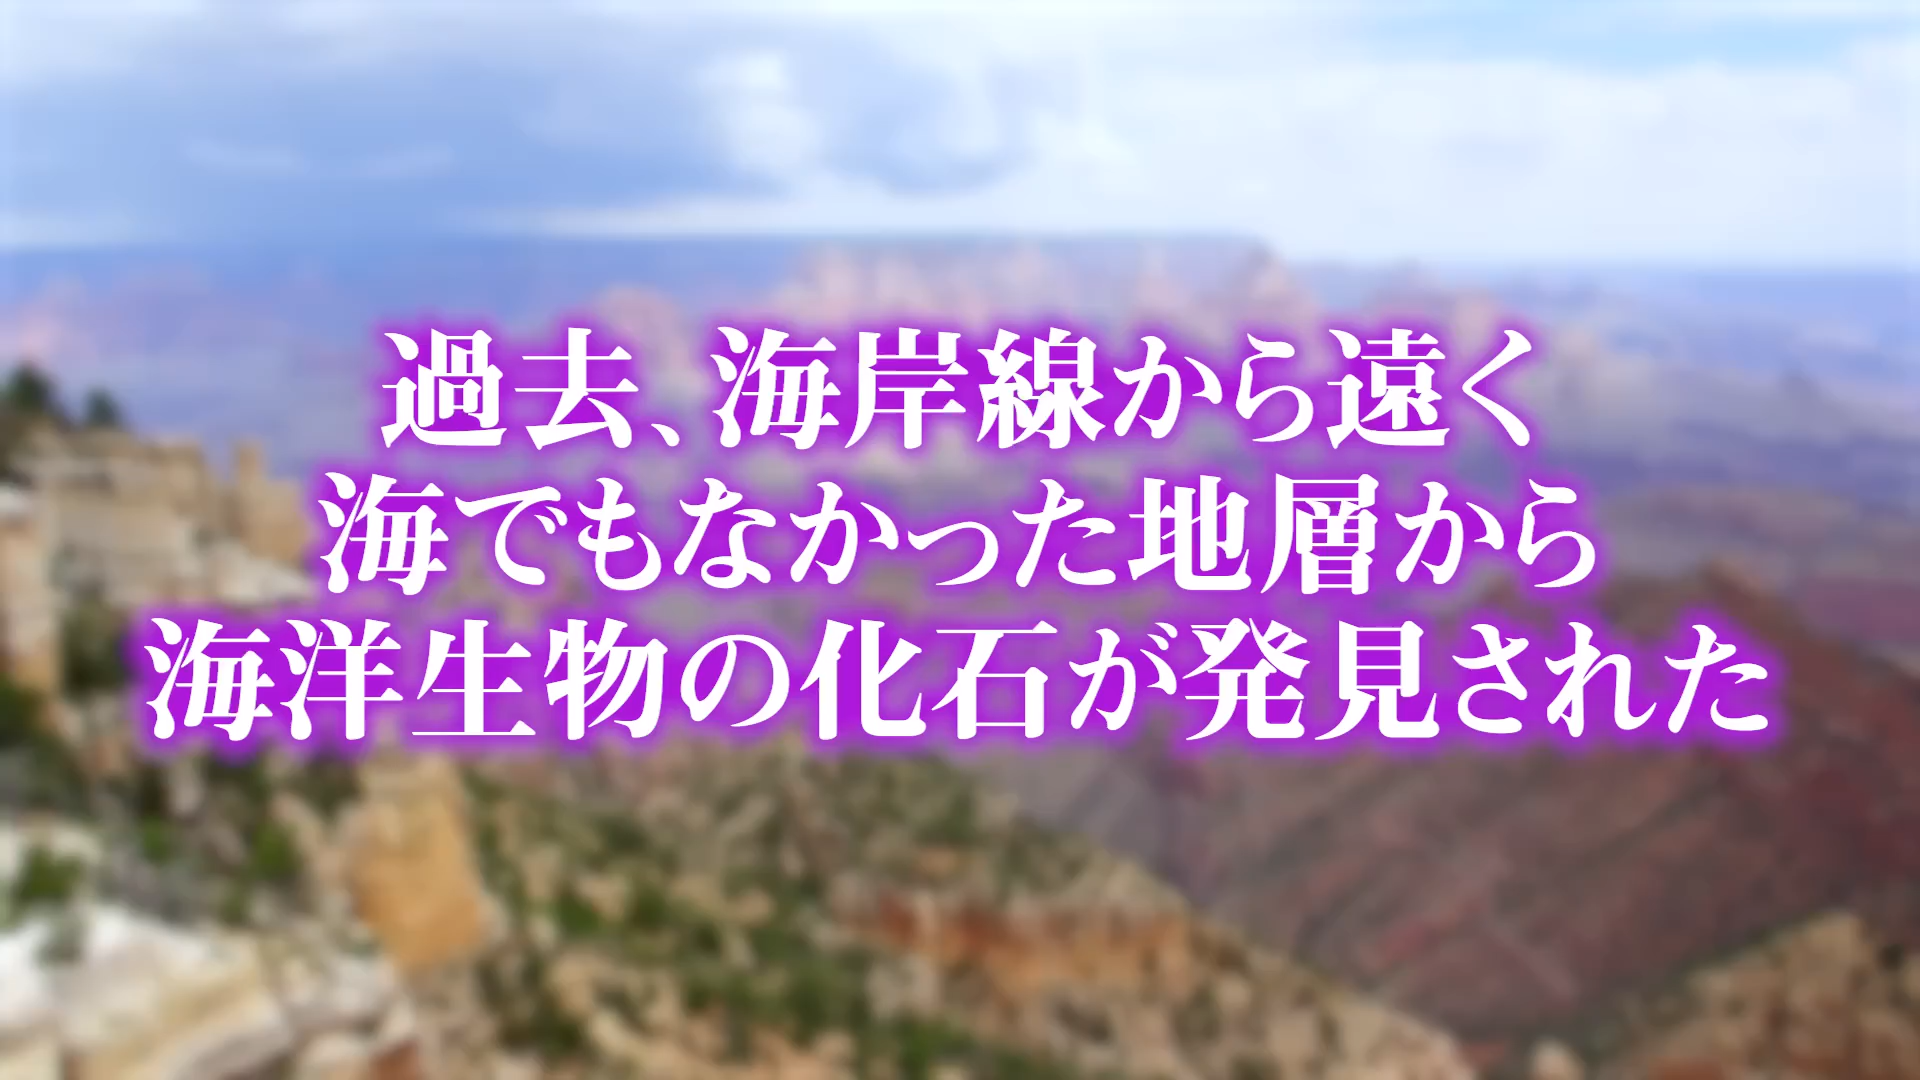 過去、海岸線から遠く
海でもなかった地層から
海洋生物の化石が発見された